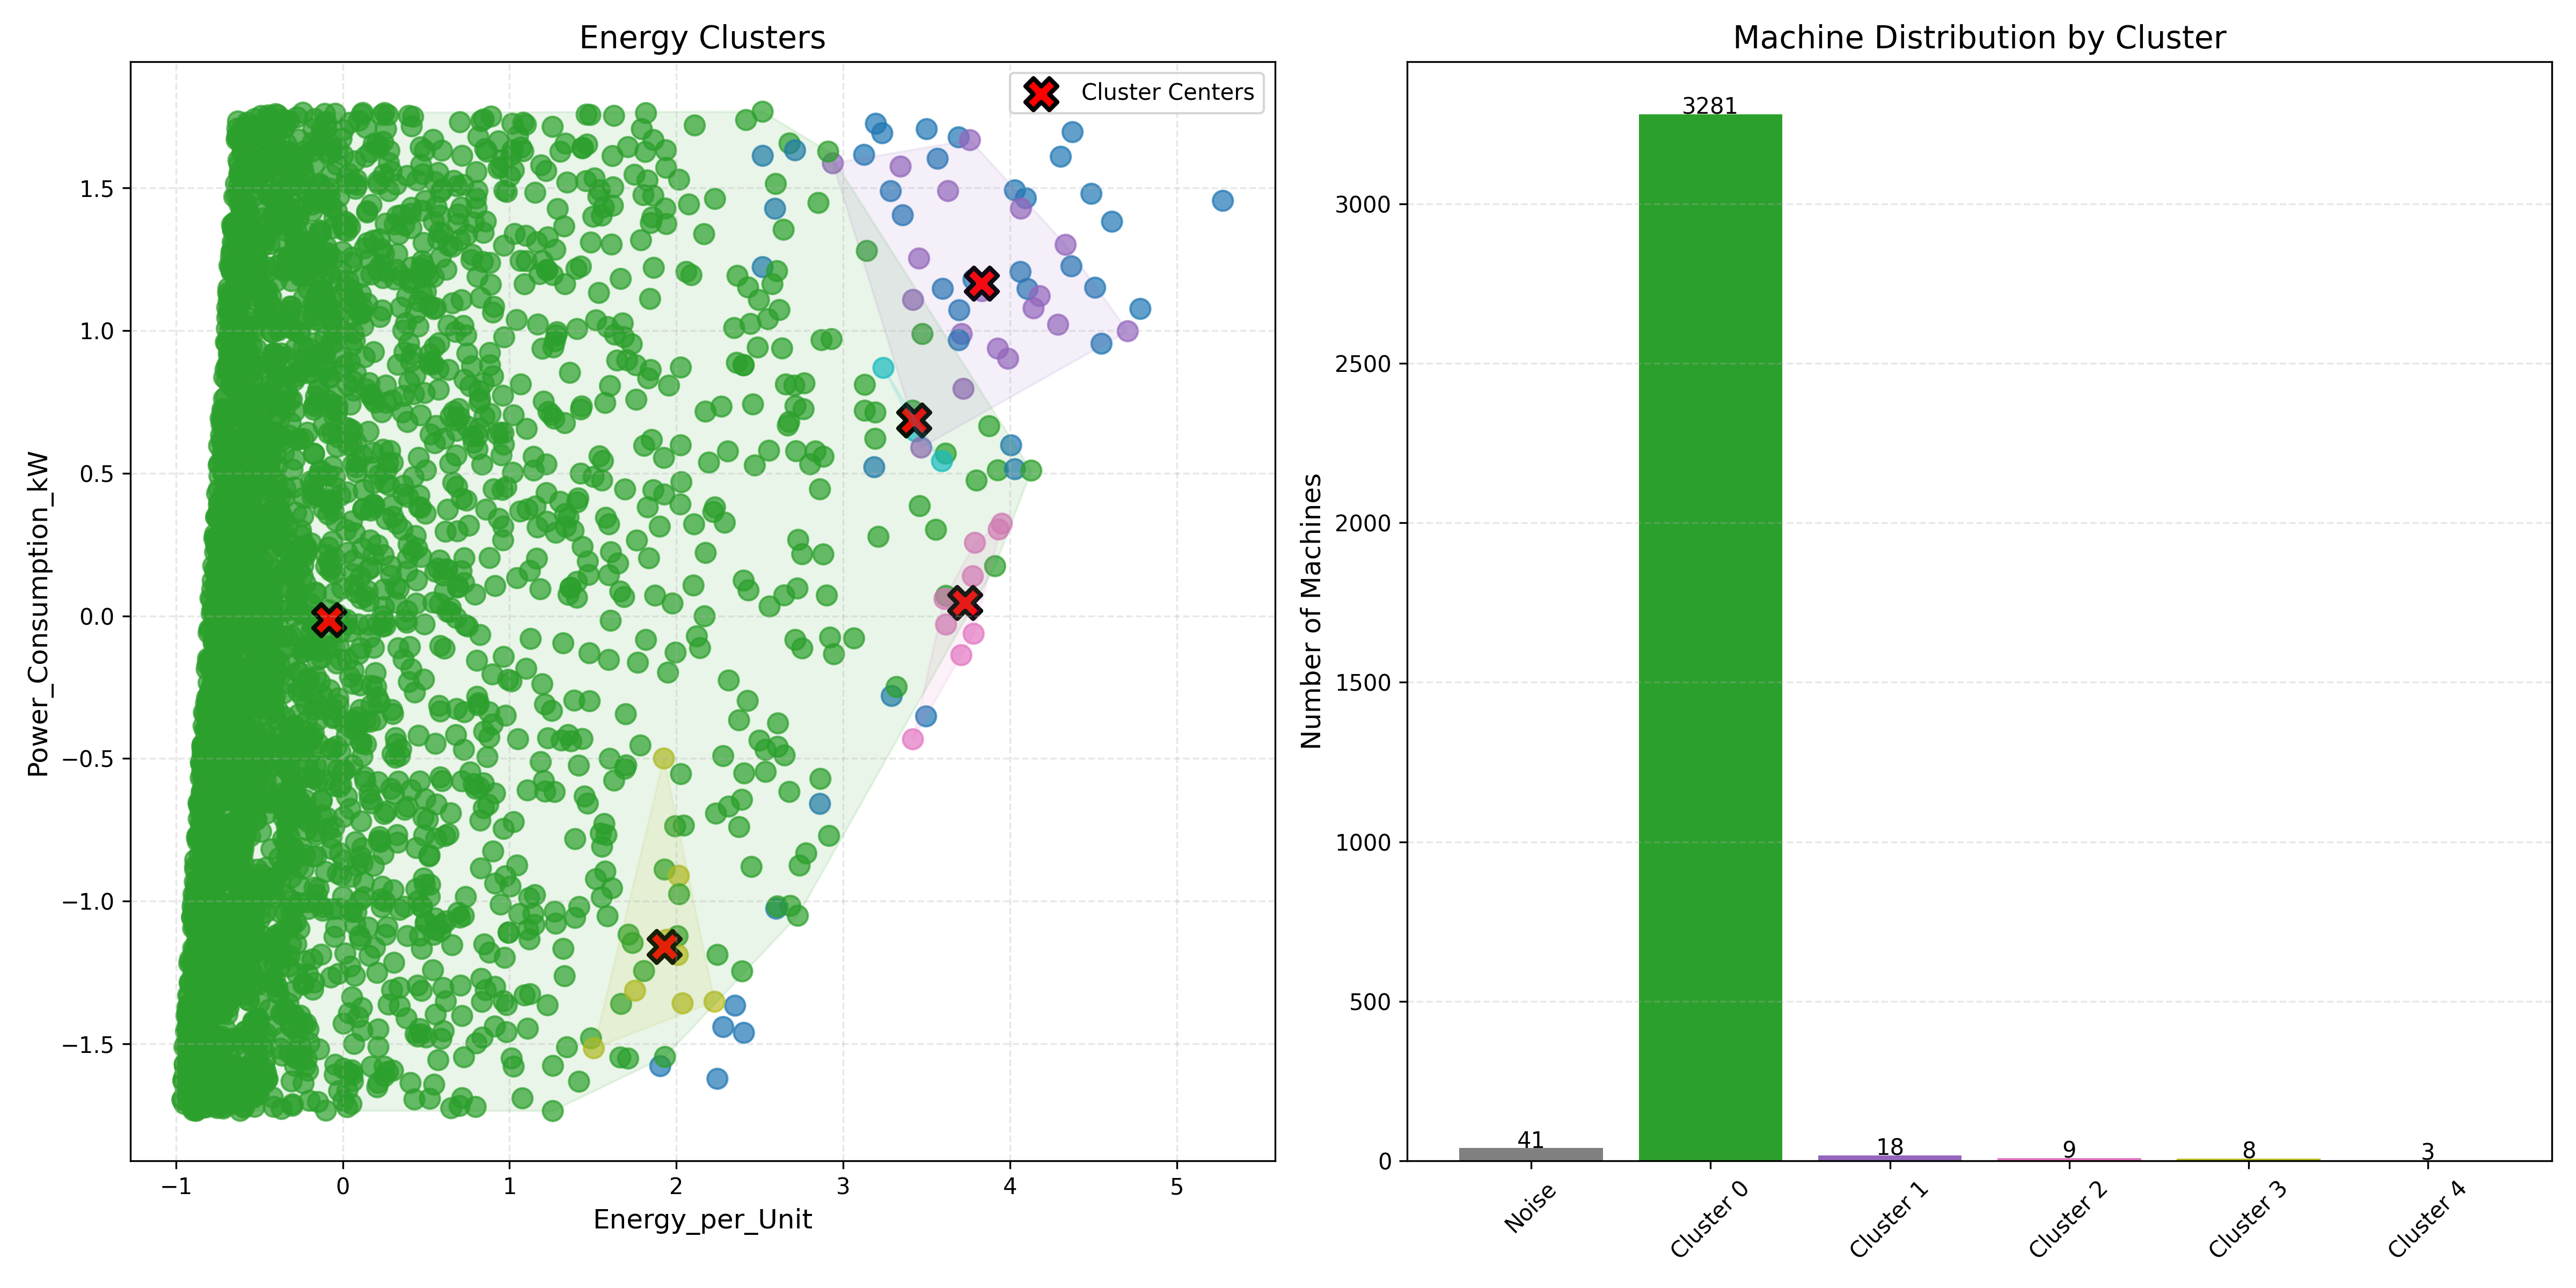 Energy Clusters
Cluster Centers
Power_Consumption_kW
1.5
1.0
0.5
0.0
−0.5
−1.0
−1.5
−1
0
1
2
3
4
5
Energy_per_Unit
Machine Distribution by Cluster
Number of Machines
3000
2500
2000
1500
1000
500
0
41
3281
18
9
8
3
Noise
Cluster 0
Cluster 1
Cluster 2
Cluster 3
Cluster 4